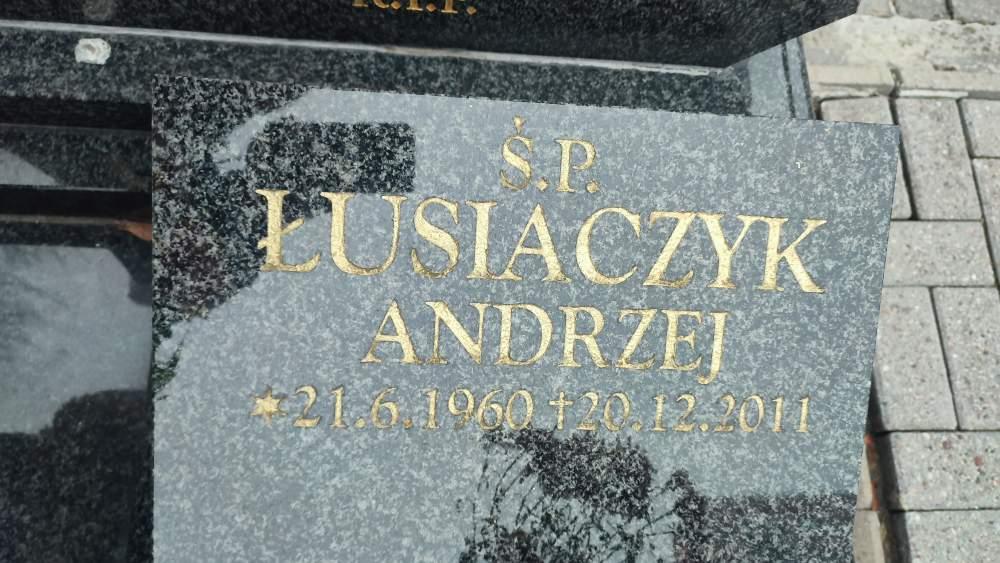 R.I.P.
Ś.P.
ŁUSIACZYK
ANDRZEJ
*21.6.1960 †20.12.2011